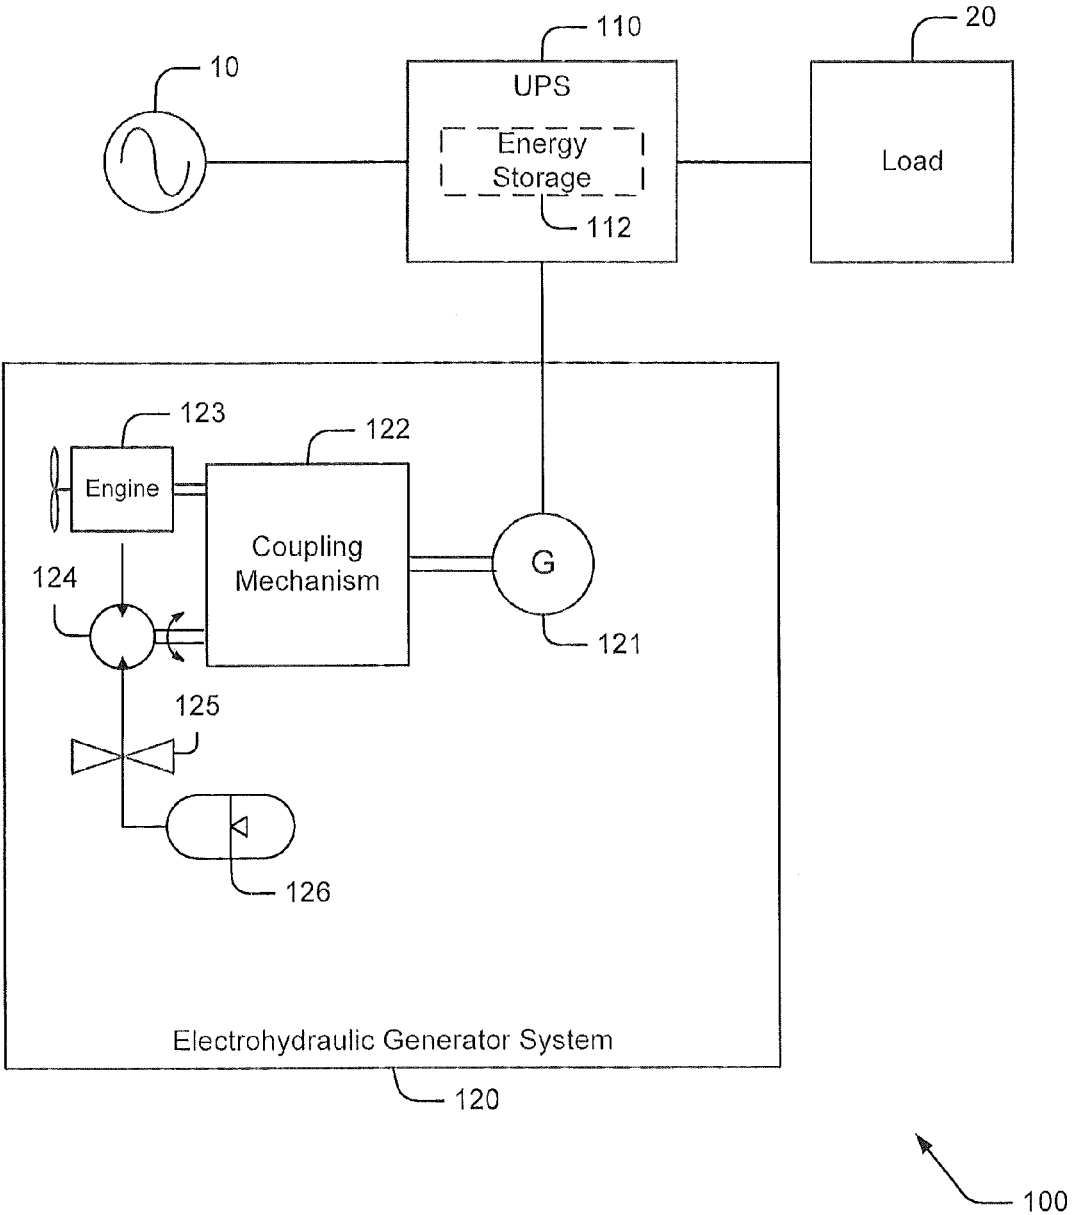 20
110
10
UPS
Energy
Storage
Load
112
123
122
Engine
Coupling
Mechanism
G
124
121
125
126
Electrohydraulic Generator System
120
100